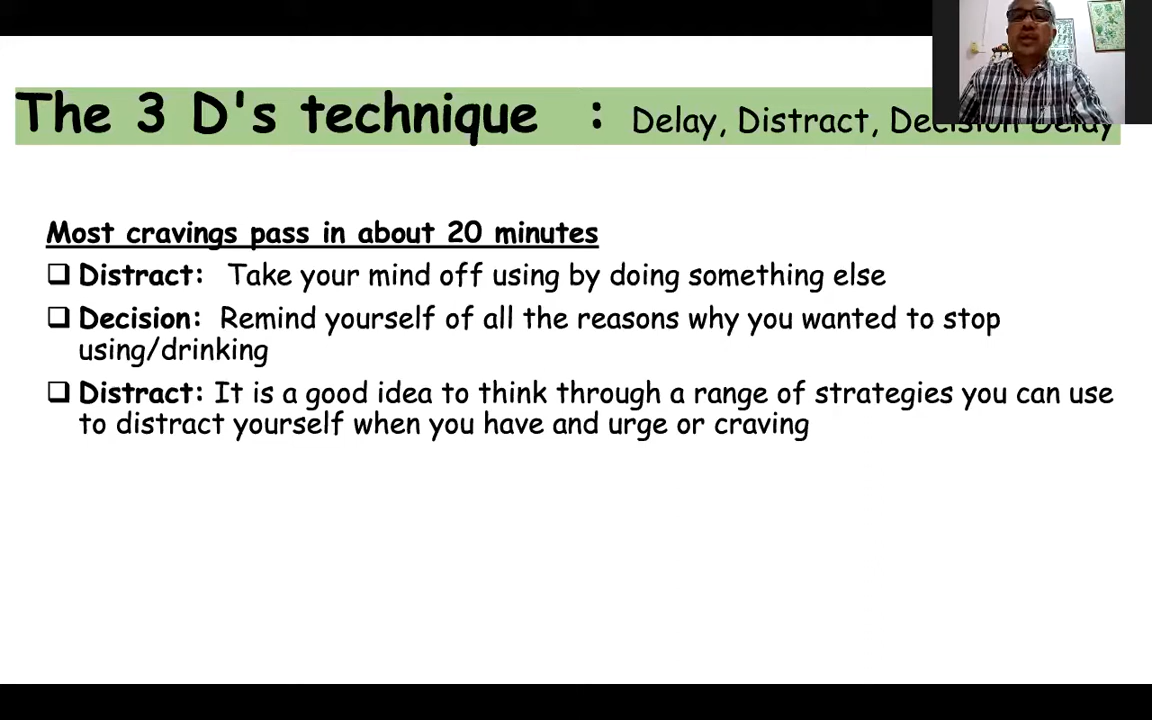 The 3 D's technique : Delay, Distract, Decision Delay
Most cravings pass in about 20 minutes
Distract: Take your mind off using by doing something else
Decision: Remind yourself of all the reasons why you wanted to stop
using/drinking
Distract: It is a good idea to think through a range of strategies you can use
to distract yourself when you have and urge or craving